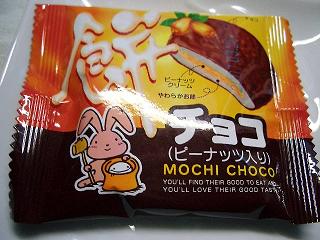 餅
ピーナッツ
クリーム
やわらかお餅
チョコ
(ピーナッツ入り)
MOCHI CHOCO
YOU'LL FIND THEIR GOOD TO EAT AND
YOU'LL LOVE THEIR GOOD TAST